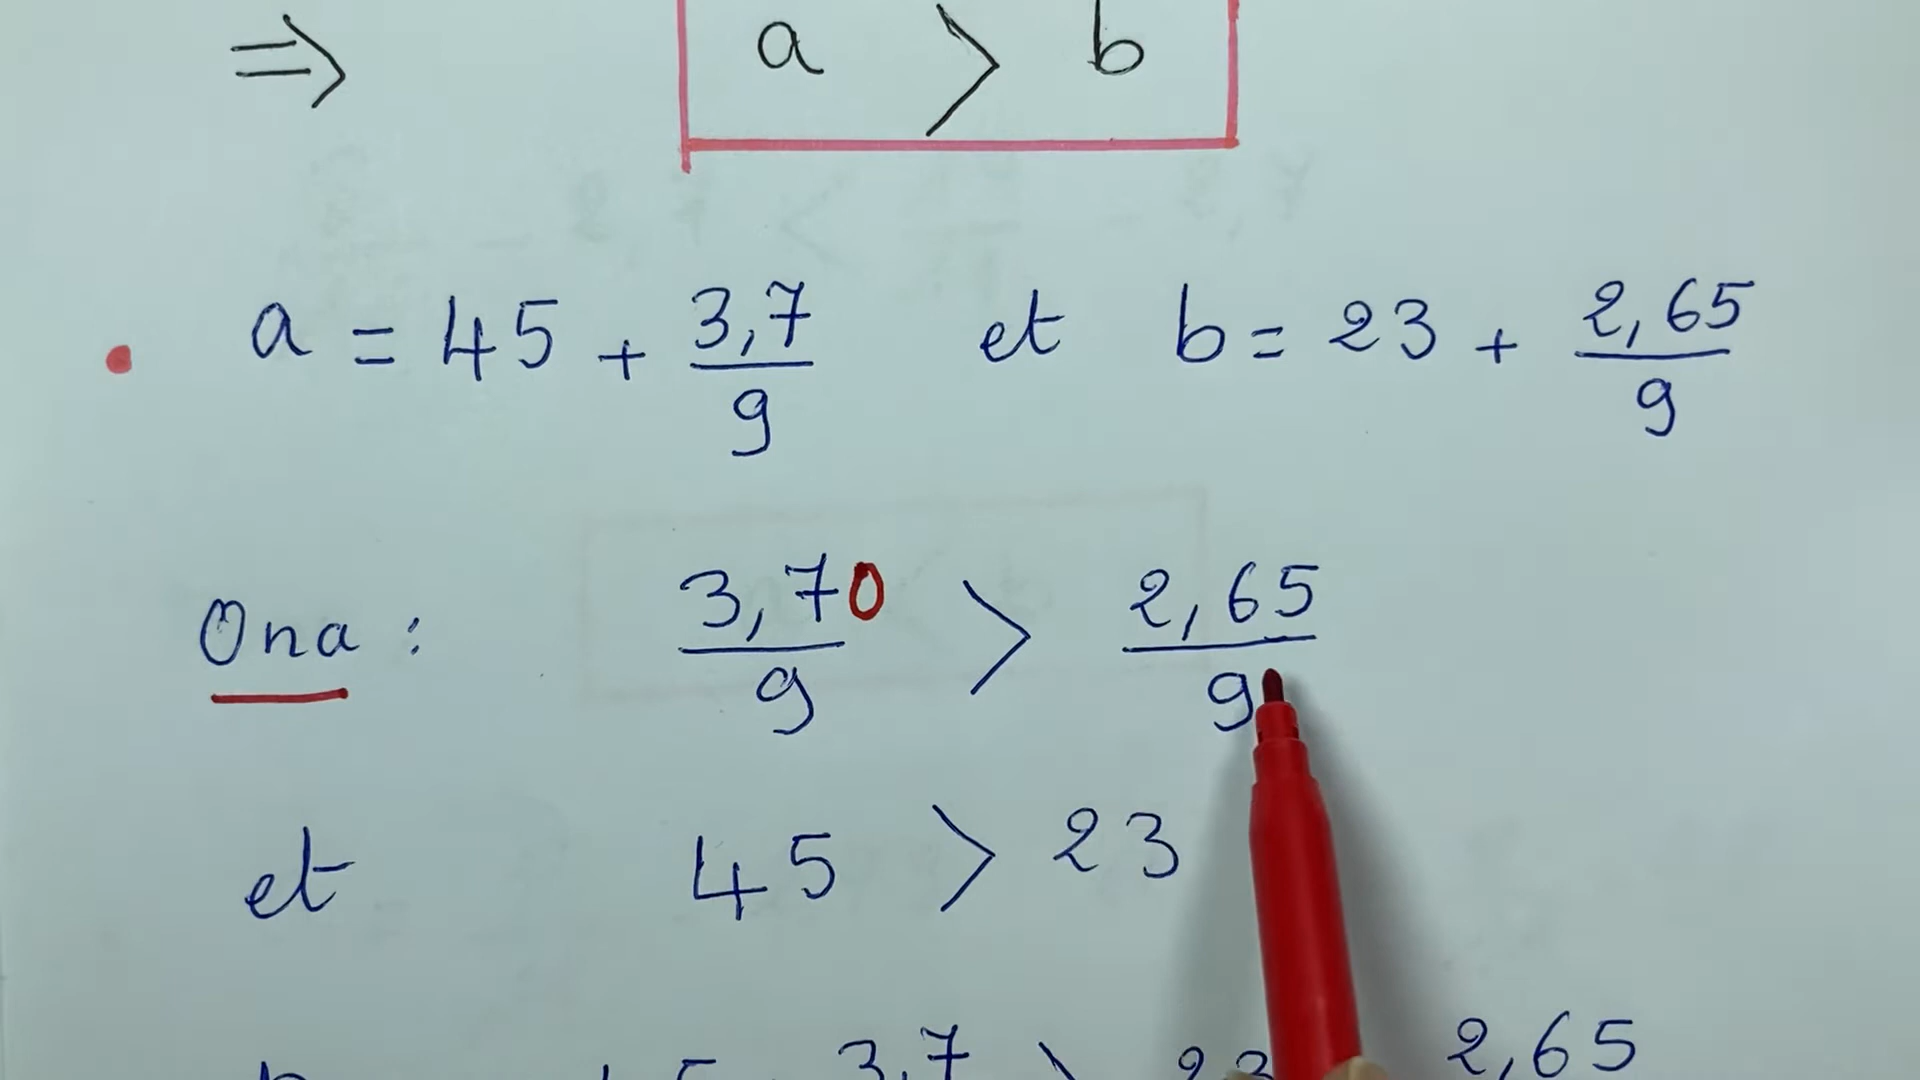 ⇒ a > b
• a = 45 + 3,7/9 et b = 23 + 2,65/9
On a : 3,70/9 > 2,65/9
et 45 > 23
3,7 > 23 2,65